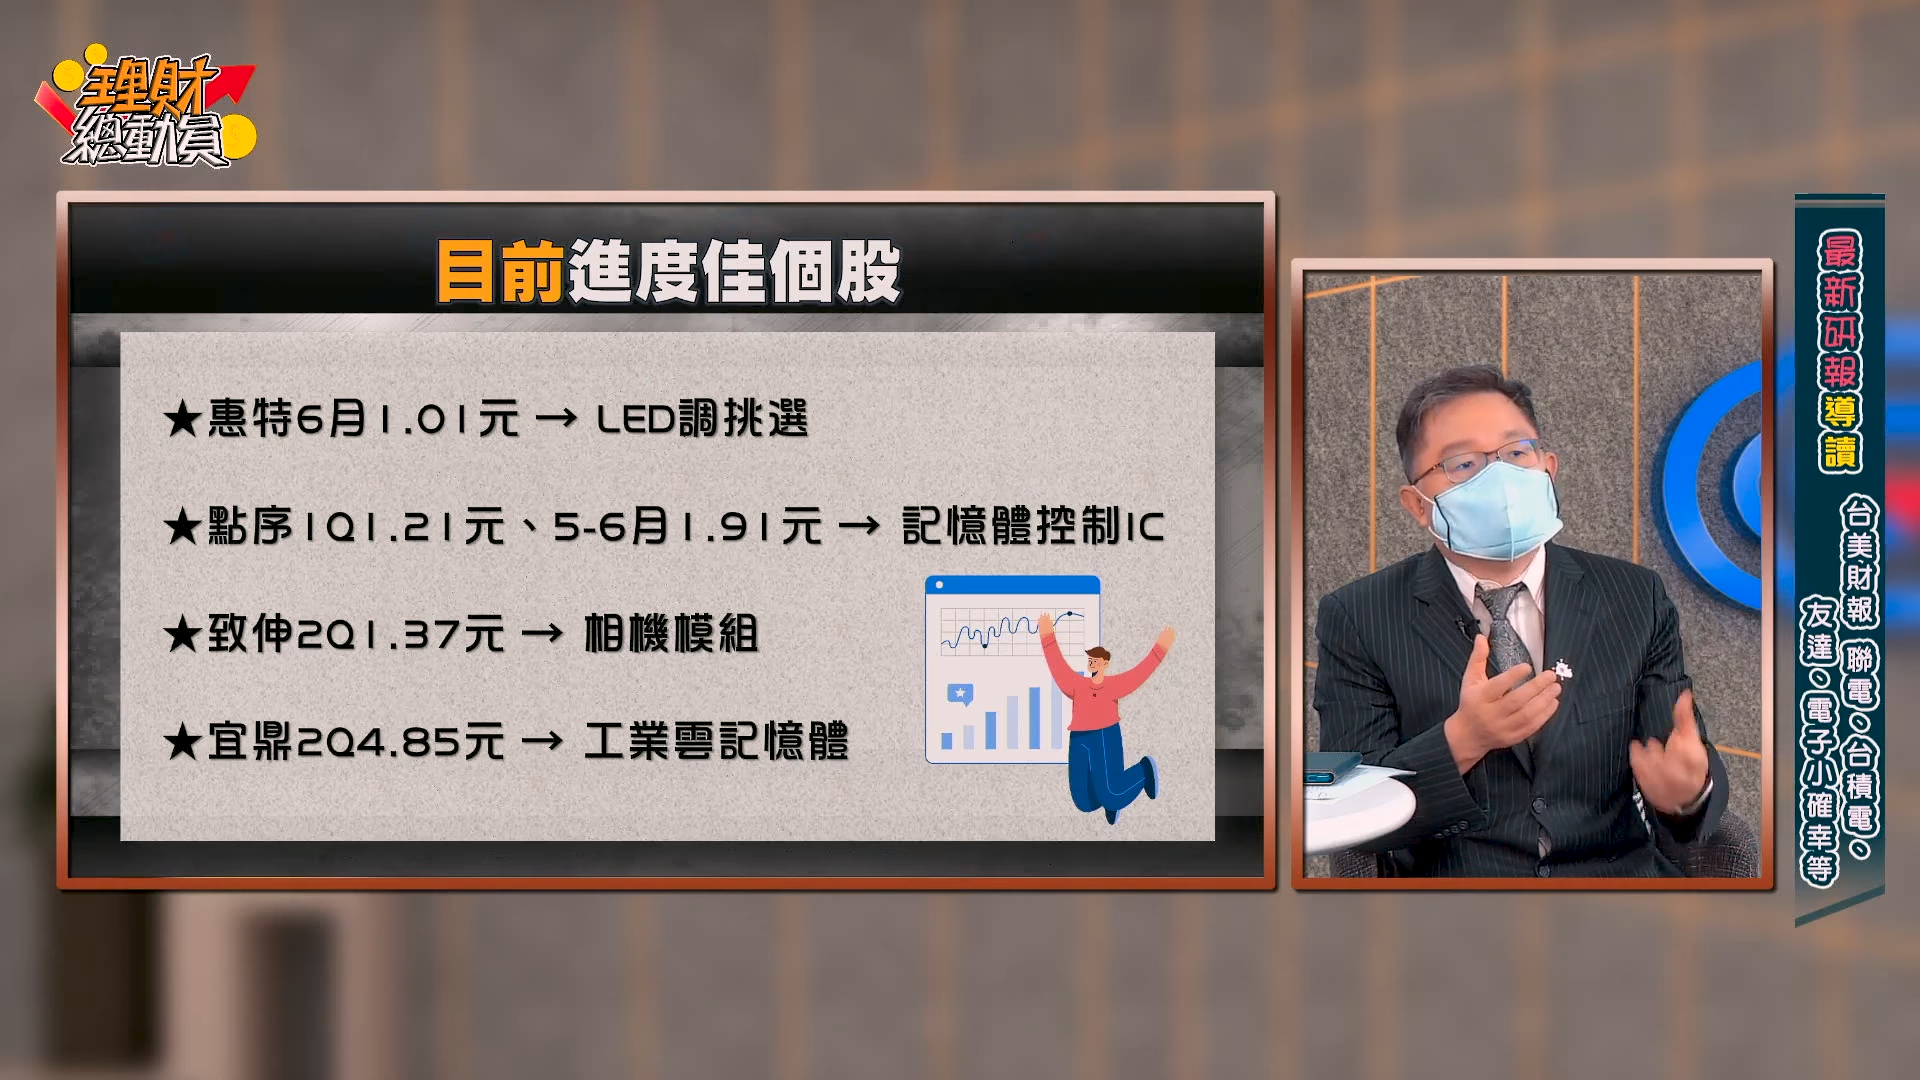 理財
總動員
目前進度佳個股
★惠特6月1.01元 → LED調挑選
★點序1Q1.21元、5-6月1.91元 → 記憶體控制IC
★致伸2Q1.37元 → 相機模組
★宜鼎2Q4.85元 → 工業雲記憶體
最新研報導讀
台美財報 聯電。台積電。
友達。電子小確幸等